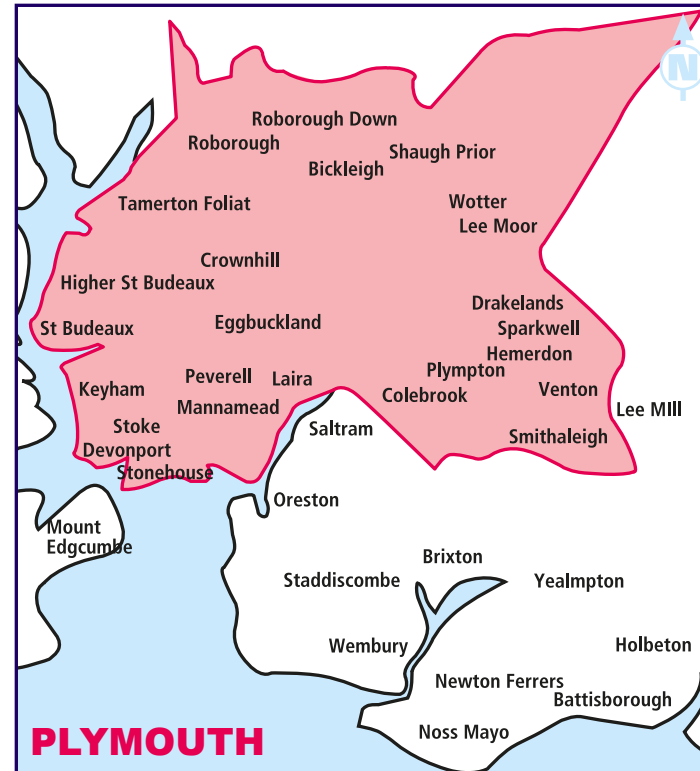 N
Roborough Down
Roborough
Shaugh Prior
Bickleigh
Tamerton Foliat
Wotter
Lee Moor
Crownhill
Higher St Budeaux
Drakelands
St Budeaux
Eggbuckland
Sparkwell
Hemerdon
Plympton
Peverell
Laira
Keyham
Colebrook
Venton
Mannamead
Lee MIll
Stoke
Saltram
Smithaleigh
Devonport
Stonehouse
Oreston
Mount
Edgcumbe
Brixton
Staddiscombe
Yealmpton
Wembury
Holbeton
Newton Ferrers
Battisborough
Noss Mayo
PLYMOUTH